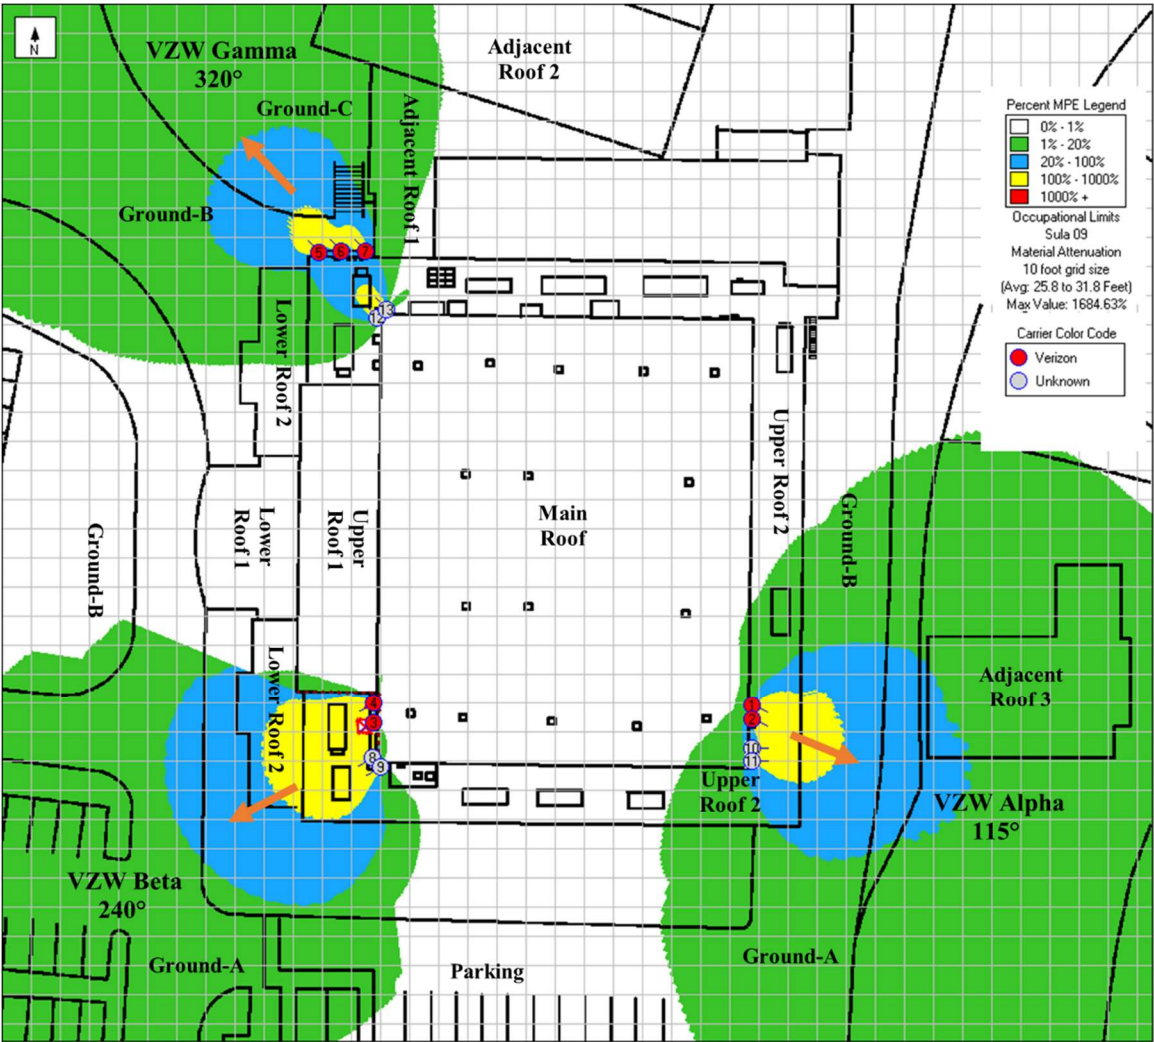 N
VZW Gamma
320°
Adjacent
Roof 2
Ground-C
Adjacent Roof 1
Ground-B
Percent MPE Legend
0% - 1%
1% - 20%
20% - 100%
100% - 1000%
1000% +
Occupational Limits
Sula 09
Material Attenuation
10 foot grid size
(Avg: 25.8 to 31.8 Feet)
Max Value: 1684.63%
Carrier Color Code
Verizon
Unknown
5
6
7
13
12
Lower Roof 2
Upper Roof 2
Ground-B
Main
Roof
Upper
Roof 1
Lower
Roof 1
Ground-B
Lower Roof 2
4
3
8
9
1
2
10
11
Adjacent
Roof 3
Upper
Roof 2
VZW Alpha
115°
VZW Beta
240°
Ground-A
Parking
Ground-A